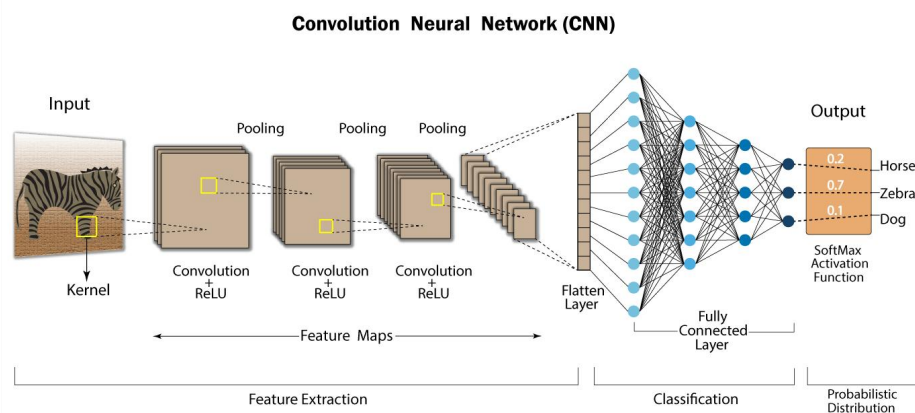 Convolution Neural Network (CNN)
Input
Kernel
Pooling
Pooling
Pooling
Convolution
+
ReLU
Convolution
+
ReLU
Convolution
+
ReLU
Feature Maps
Flatten
Layer
Fully
Connected
Layer
Output
0.2
Horse
0.7
Zebra
0.1
Dog
SoftMax
Activation
Function
Feature Extraction
Classification
Probabilistic
Distribution